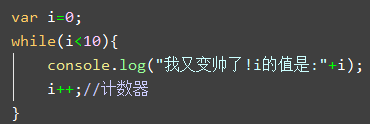 var i=0;
while(i<10){
console.log("我又变帅了!i的值是:"+i);
i++;//计数器
}